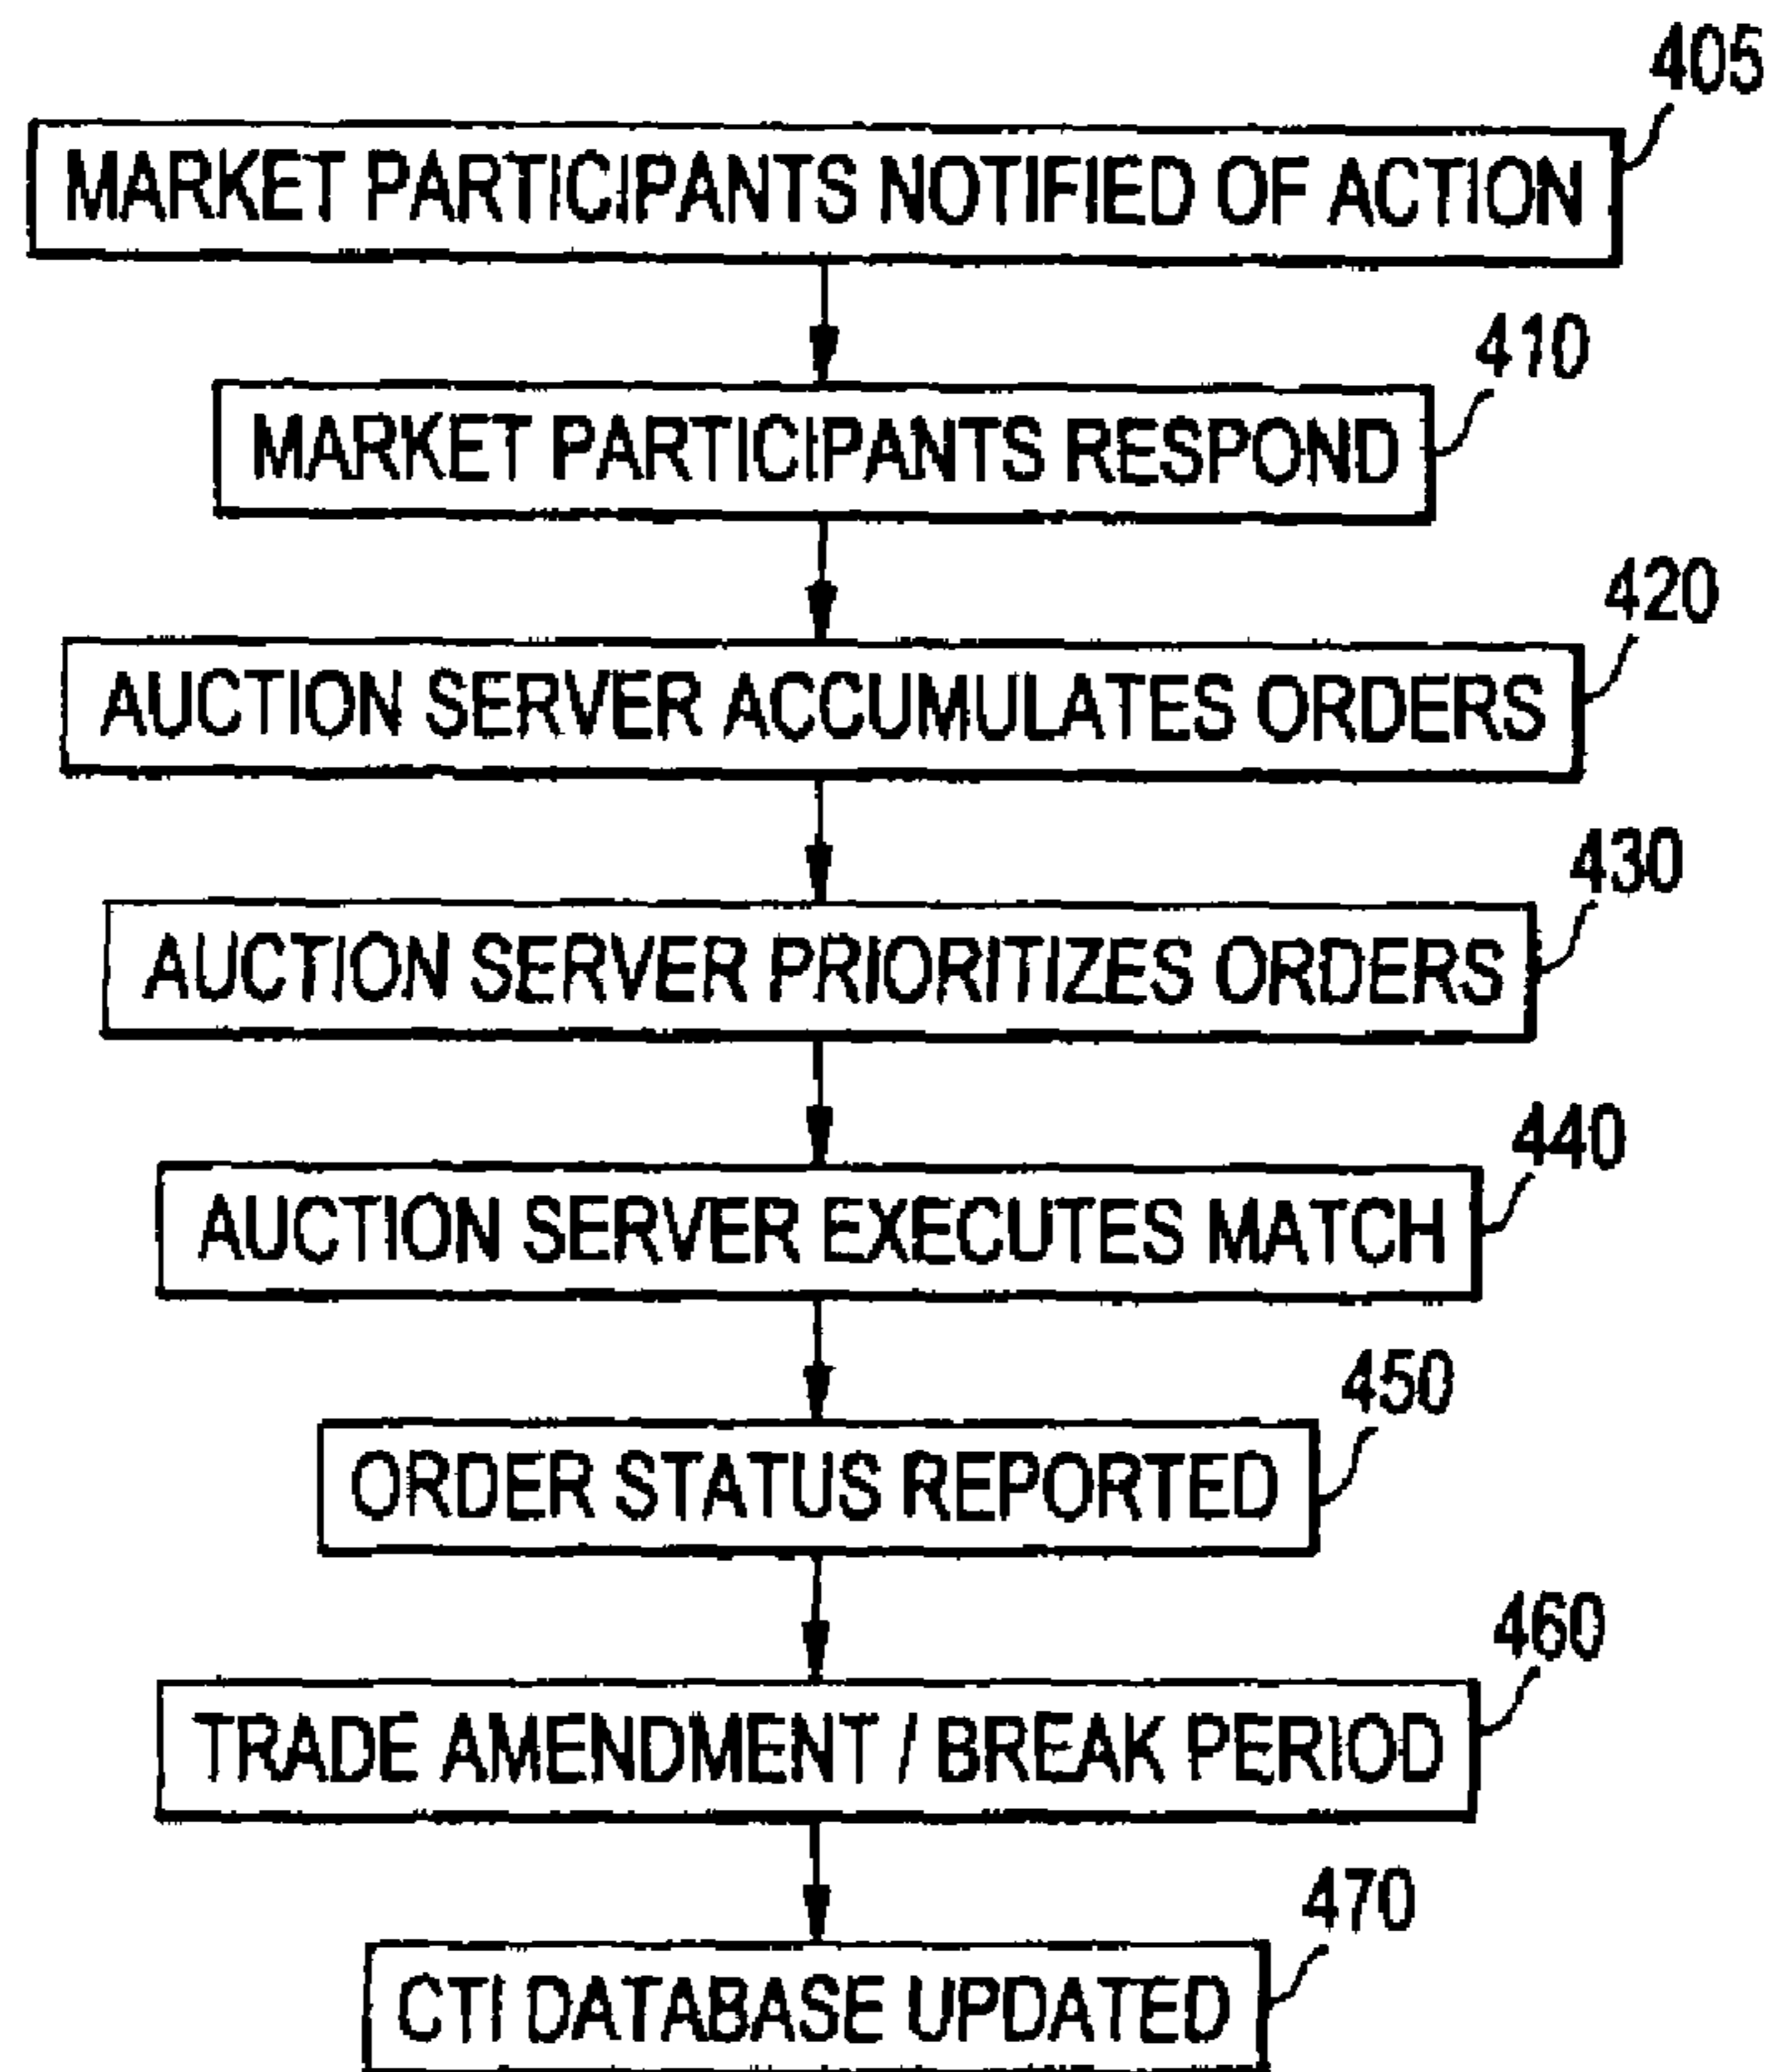 405
MARKET PARTICIPANTS NOTIFIED OF ACTION
410
MARKET PARTICIPANTS RESPOND
420
AUCTION SERVER ACCUMULATES ORDERS
430
AUCTION SERVER PRIORITIZES ORDERS
440
AUCTION SERVER EXECUTES MATCH
450
ORDER STATUS REPORTED
460
TRADE AMENDMENT / BREAK PERIOD
470
CTI DATABASE UPDATED